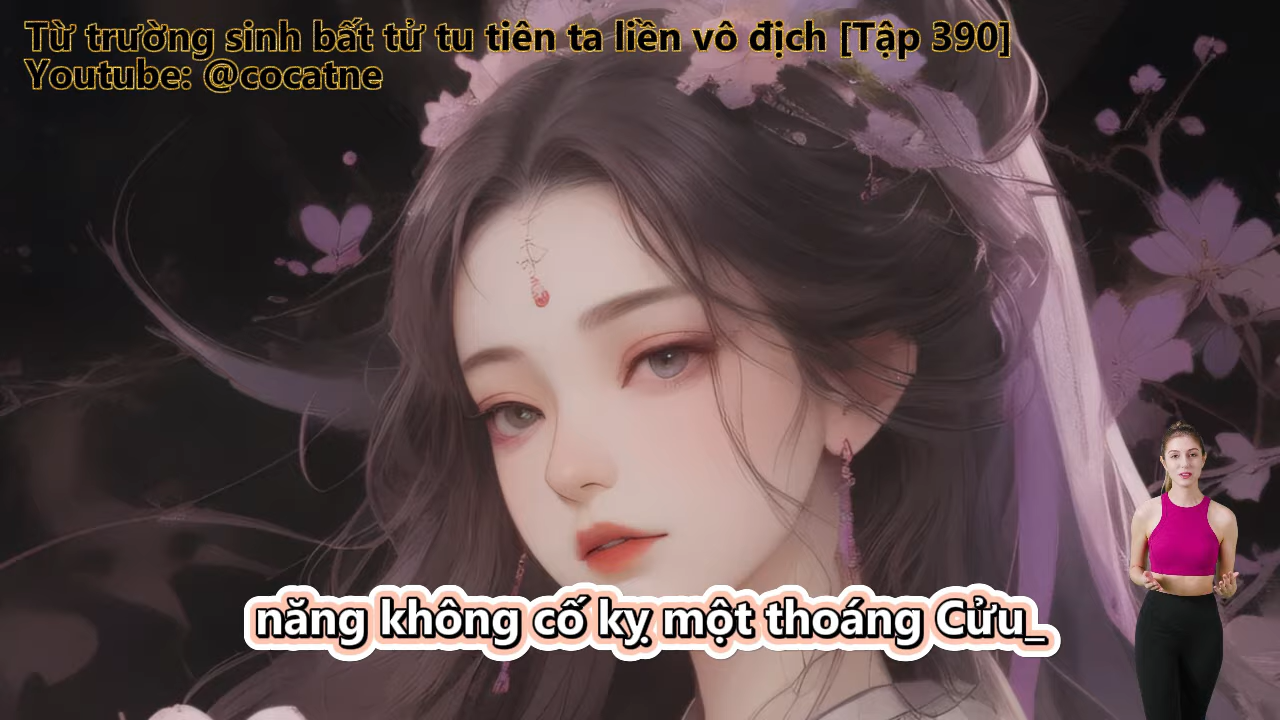 Từ trường sinh bất tử tu tiên ta liền vô địch [Tập 390]
Youtube: @cocatne
năng không cố kỵ một thoáng Cửu_